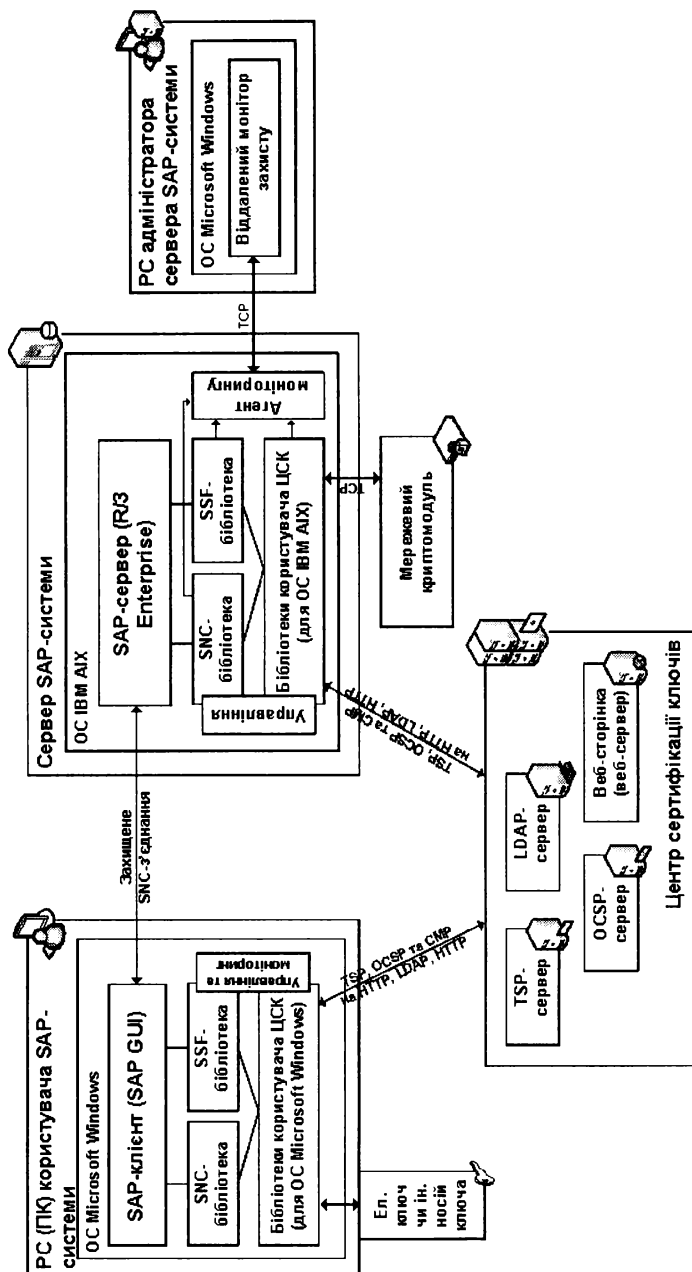 РС (ПК) користувача SAP-
системи
ОС Microsoft Windows
SAP-клієнт (SAP GUI)
SNC-
бібліотека
SSF-
бібліотека
Управління та
моніторинг
Бібліотеки користувача ЦСК
(для ОС Microsoft Windows)
Ел.
ключ
чи ін.
носій
ключа
Захищене
SNC-з'єднання
Сервер SAP-системи
ОС IBM AIX
SAP-сервер (R/3
Enterprise)
SNC-
бібліотека
SSF-
бібліотека
Управління
Бібліотеки користувача ЦСК
(для ОС IBM AIX)
Агент
моніторингу
TCP
Мережевий
криптомодуль
TCP
РС адміністратора
сервера SAP-системи
ОС Microsoft Windows
Віддалений монітор
захисту
TSP, OCSP та CMP
на HTTP, LDAP, HTTP
TSP, OCSP та CMP
на HTTP, LDAP, HTTP
TSP-
сервер
LDAP-
сервер
OCSP-
сервер
Веб-сторінка
(веб-сервер)
Центр сертифікації ключів